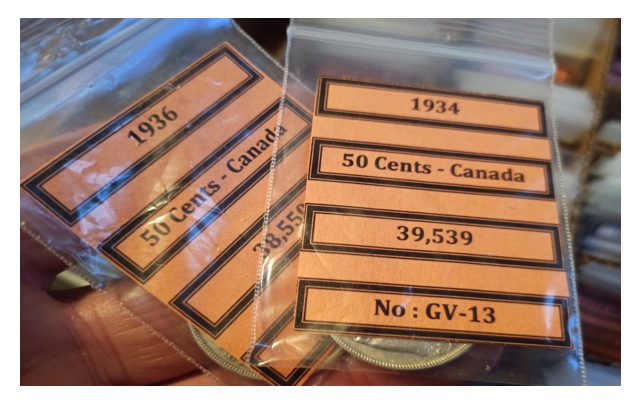 1936
50 Cents - Canada
1934
50 Cents - Canada
39,539
No : GV-13